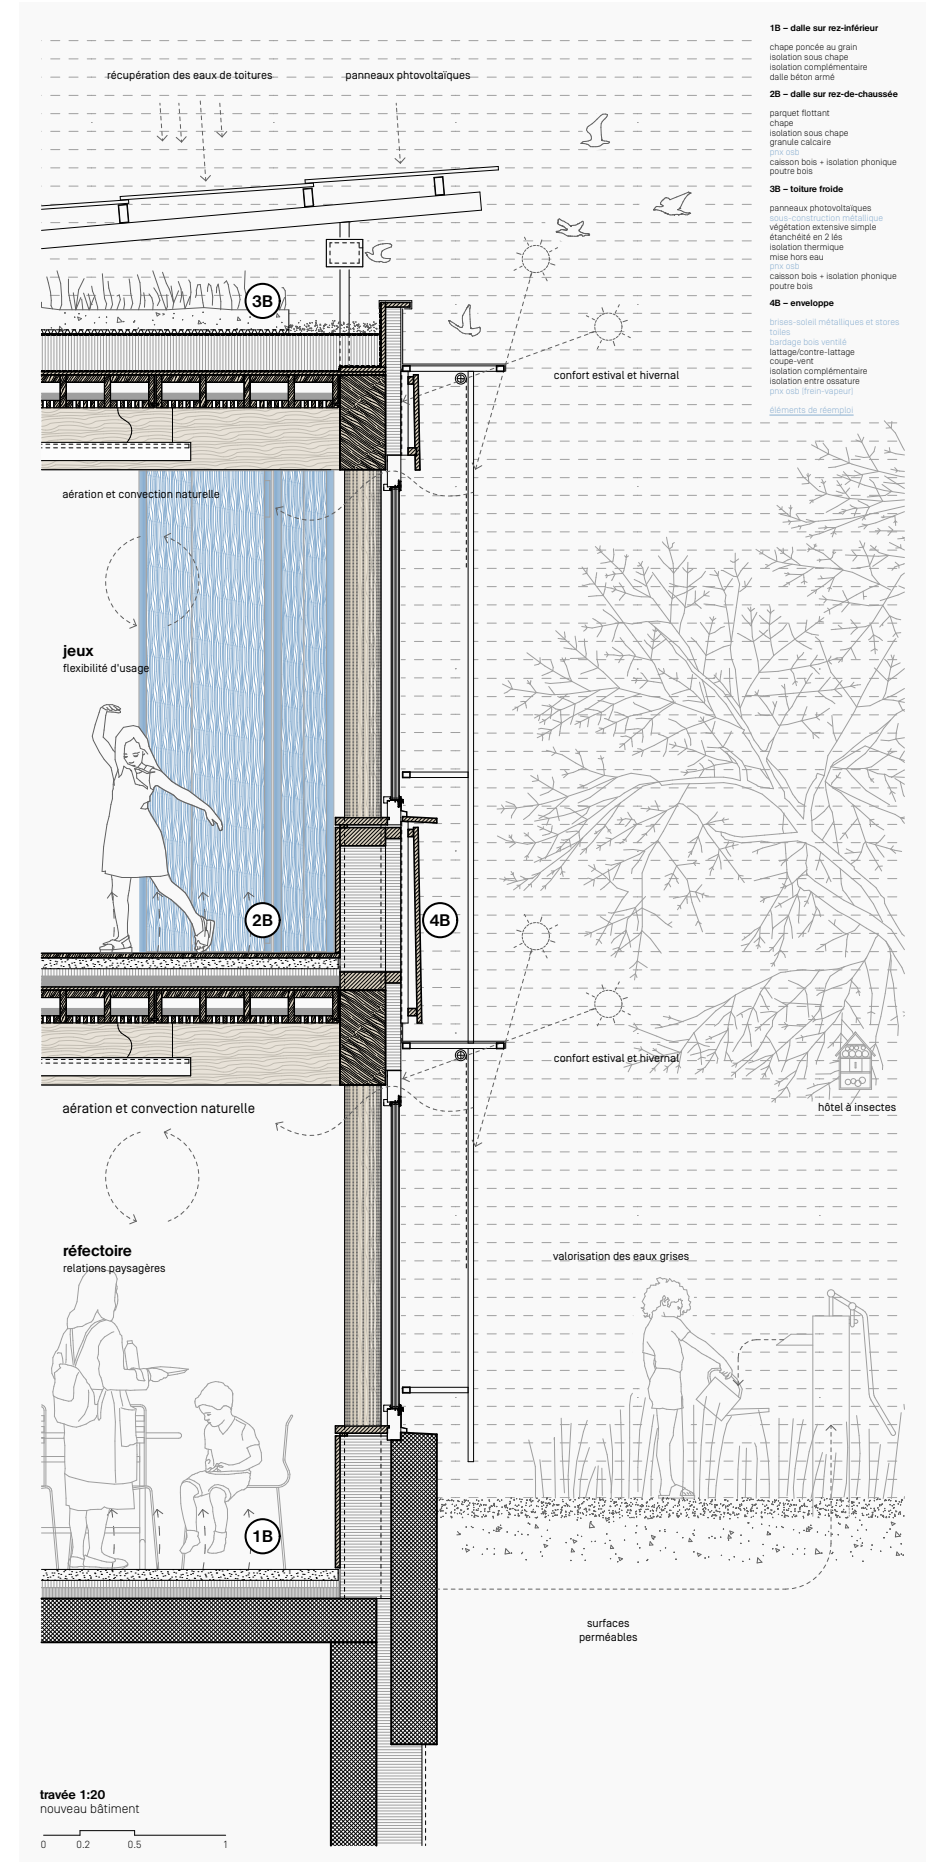 1B – dalle sur rez-inférieur
chape poncée au grain
isolation sous chape
isolation complémentaire
dalle béton armé
2B – dalle sur rez-de-chaussée
parquet flottant
chape
isolation sous chape
granule calcaire
pnx osb
caisson bois + isolation phonique
poutre bois
3B – toiture froide
panneaux photovoltaïques
sous-construction métallique
végétation extensive simple
étanchéité en 2 lés
isolation thermique
mise hors eau
pnx osb
caisson bois + isolation phonique
poutre bois
4B – enveloppe
brises-soleil métalliques et stores
toiles
bardage bois ventilé
lattage/contre-lattage
coupe-vent
isolation complémentaire
isolation entre ossature
pnx osb (frein-vapeur)
éléments de réemploi
récupération des eaux de toitures
panneaux phtovoltaïques
3B
confort estival et hivernal
aération et convection naturelle
jeux
flexibilité d'usage
2B
4B
confort estival et hivernal
hôtel à insectes
aération et convection naturelle
réfectoire
relations paysagères
valorisation des eaux grises
1B
surfaces
perméables
travée 1:20
nouveau bâtiment
0 0.2 0.5 1